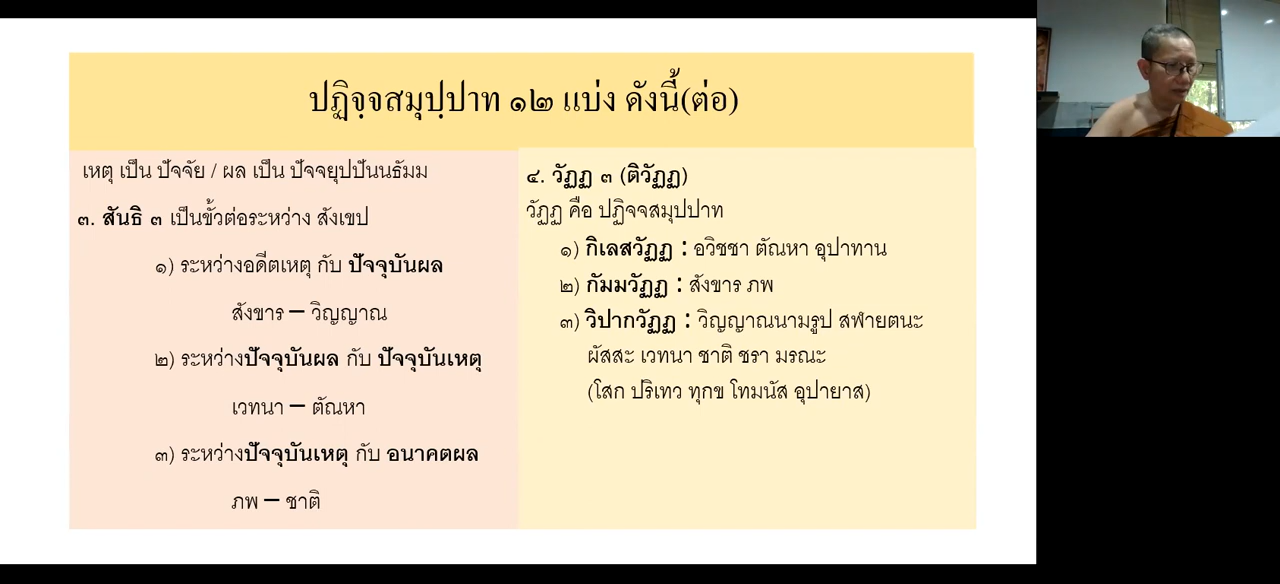 ปฏิจฺจสมุปฺปาท ๑๒ แบ่ง ดังนี้(ต่อ)
เหตุ เป็น ปัจจัย / ผล เป็น ปัจจยุปปันนธัมม
๓. สันธิ ๓ เป็นขั้วต่อระหว่าง สังเขป
๑) ระหว่างอดีตเหตุ กับ ปัจจุบันผล
สังขาร – วิญญาณ
๒) ระหว่างปัจจุบันผล กับ ปัจจุบันเหตุ
เวทนา – ตัณหา
๓) ระหว่างปัจจุบันเหตุ กับ อนาคตผล
ภพ – ชาติ
๔. วัฏฏ ๓ (ติวัฏฏ)
วัฏฏ คือ ปฏิจจสมุปปาท
๑) กิเลสวัฏฏ : อวิชชา ตัณหา อุปาทาน
๒) กัมมวัฏฏ : สังขาร ภพ
๓) วิปากวัฏฏ : วิญญาณนามรูป สฬายตนะ
ผัสสะ เวทนา ชาติ ชรา มรณะ
(โสก ปริเทว ทุกข โทมนัส อุปายาส)